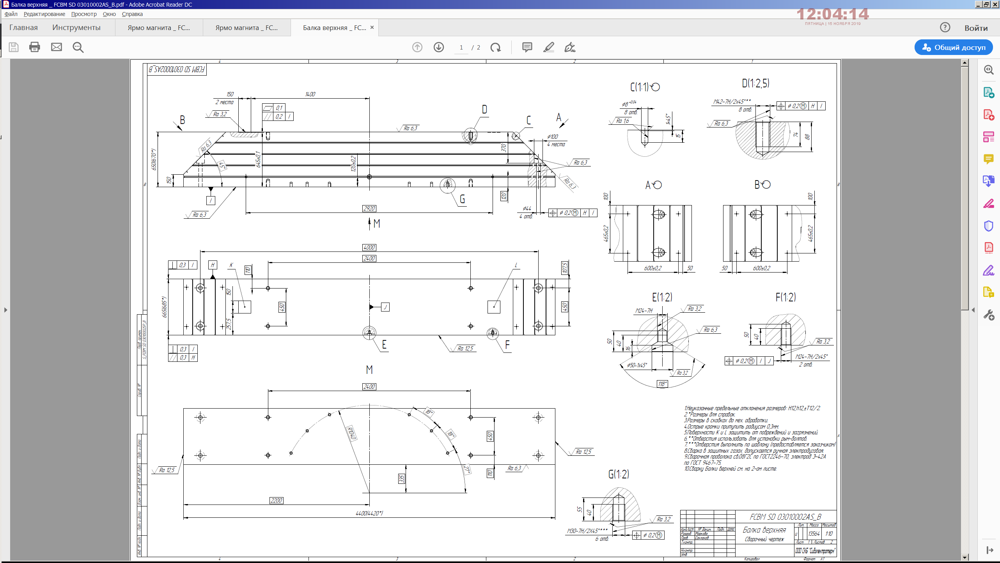 Балка верхняя _ FCBM SD 03010002AS_B.pdf - Adobe Acrobat Reader DC
Файл Редактирование Просмотр Окно Справка
12:04:14
ПЯТНИЦА | 15 НОЯБРЯ 2019
Главная Инструменты Ярмо магнита _ FC... Ярмо магнита _ FC... Балка верхняя _ FC... ×
Войти
1 / 2
Общий доступ
4 3 2 1
FCBM SD 03010002AS_B
150 1400
2 места
0,1
0,2 I
Ra 3,2
B D C A
Ra 6,3
Ra 6,3
650(670*)
150
45°
645±0,1
120±0,2
370
⌀100
4 места
Ra 6,3
Ra 6,3
120
I
G
Ra 6,3
2920
⌀44
4 отв.
⌀ 0,2 Ⓜ H I
M
C(1:1)
⌀8 +0,04
8 отв.
Ra 1,6
1x45°
15
D(1:2,5)
M42-7H/2x45°**
8 отв.
⌀ 0,2 Ⓜ H I
Ra 6,3
74
88
A
100
465±0,2
600±0,2 50
B
100
465±0,2
50 600±0,2
4000
2400
0,3 I
H K L
110
107,5
665(685*)
150
257,5
450
J
450
E F
Ra 12,5
0,3 I
0,3 H
E(1:2)
M24-7H
Ra 3,2
Ra 6,3
50
40
16
⌀50-1x45°
Ra 3,2
118°
F(1:2)
50
40
Ra 3,2
M24-7H/2x45°
2 отв.
⌀ 0,2 Ⓜ I J
M
2400
R1040
18°
18°
27°
450
110
335
Ra 12,5
Ra 12,5
Ra 6,3
2200
4400(4420*)
G(1:2)
55
40
Ra 3,2
M30-7H/2X45°***
6 отв.
⌀ 0,2 Ⓜ
1.Неуказанные предельные отклонения размеров: H12,h12,±T12/2.
2.*Размеры для справок.
3.Размеры в скобках до мех. обработки.
4.Острые кромки притупить радиусом 0,3мм.
5.Поверхности K и L защитить от повреждений и загрязнений.
6.**Отверстия использовать для установки рым-болтов.
7.***Отверстия выполнить по шаблону (предоставляется заказчиком)
8.Сварка в защитных газах, допускается ручная электродуговая.
9.Сварочная проволока св.08Г2С по ГОСТ2246-70, электрод Э-42А
по ГОСТ 9467-75.
10.Сварку Балки верхней см. на 2-ом листе.
Перв. примен.
S_FCBM SD 03010002SP_B
Справ. №
Подп. и дата
Инв. № дубл.
Взам. инв. №
Подп. и дата
Инв. № подл.
FCBM SD 03010002AS_B
Изм. Лист № докум. Подп. Дата
Разраб. Маркова
Пров. Соклаков
Т.контр.
Н.контр.
Утв.
Балка верхняя
Сборочный чертеж
Лит. Масса Масштаб
и 13564 1:10
Лист 1 Листов 2
ООО СКБ "Сибэлектротерм"
Копировал Формат А1
4 3 2
B B A